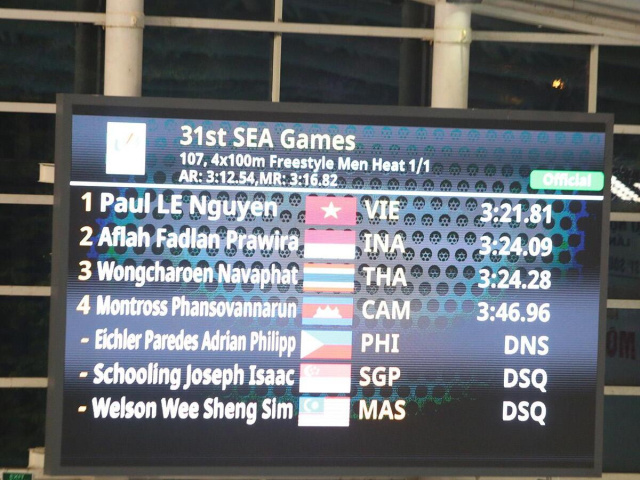 31st SEA Games
107, 4x100m Freestyle Men Heat 1/1
AR: 3:12.54,MR: 3:16.82
Official
1 Paul LE Nguyen VIE 3:21.81
2 Aflah Fadlan Prawira INA 3:24.09
3 Wongcharoen Navaphat THA 3:24.28
4 Montross Phansovannarun CAM 3:46.96
- Eichler Paredes Adrian Philipp PHI DNS
- Schooling Joseph Isaac SGP DSQ
- Welson Wee Sheng Sim MAS DSQ
EXIT